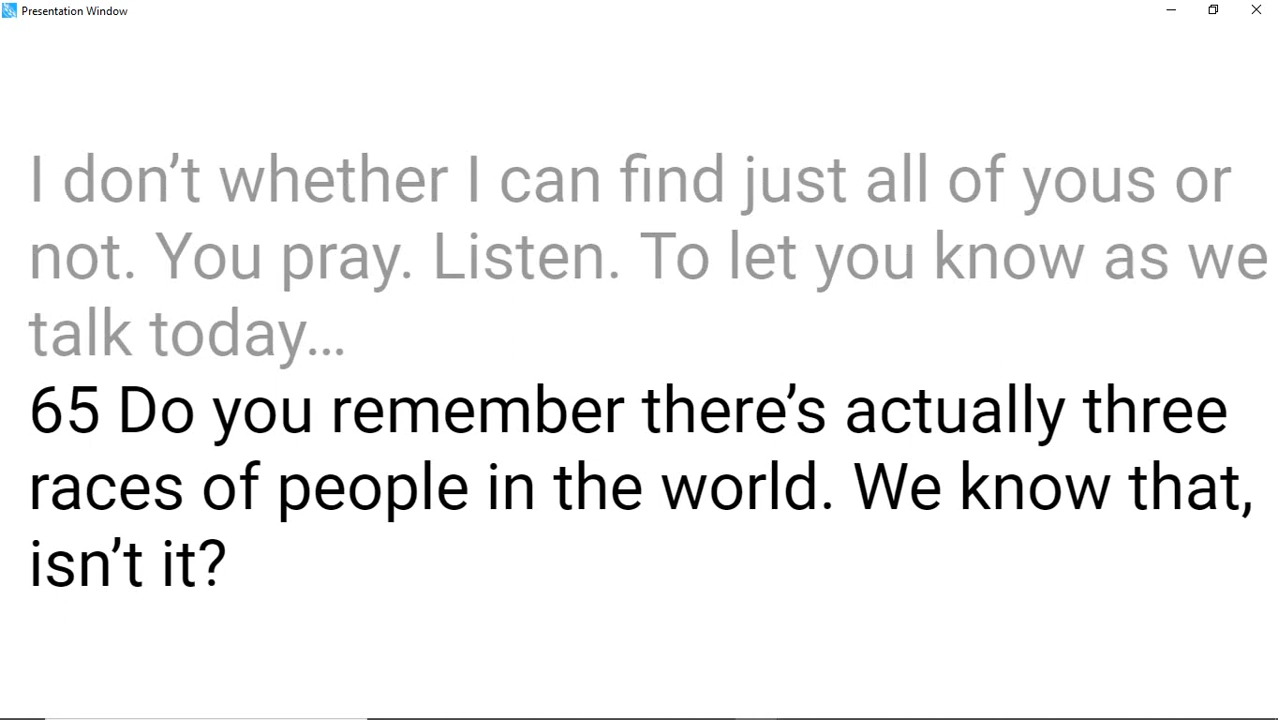 Presentation Window
I don’t whether I can find just all of yous or
not. You pray. Listen. To let you know as we
talk today…
65 Do you remember there’s actually three
races of people in the world. We know that,
isn’t it?